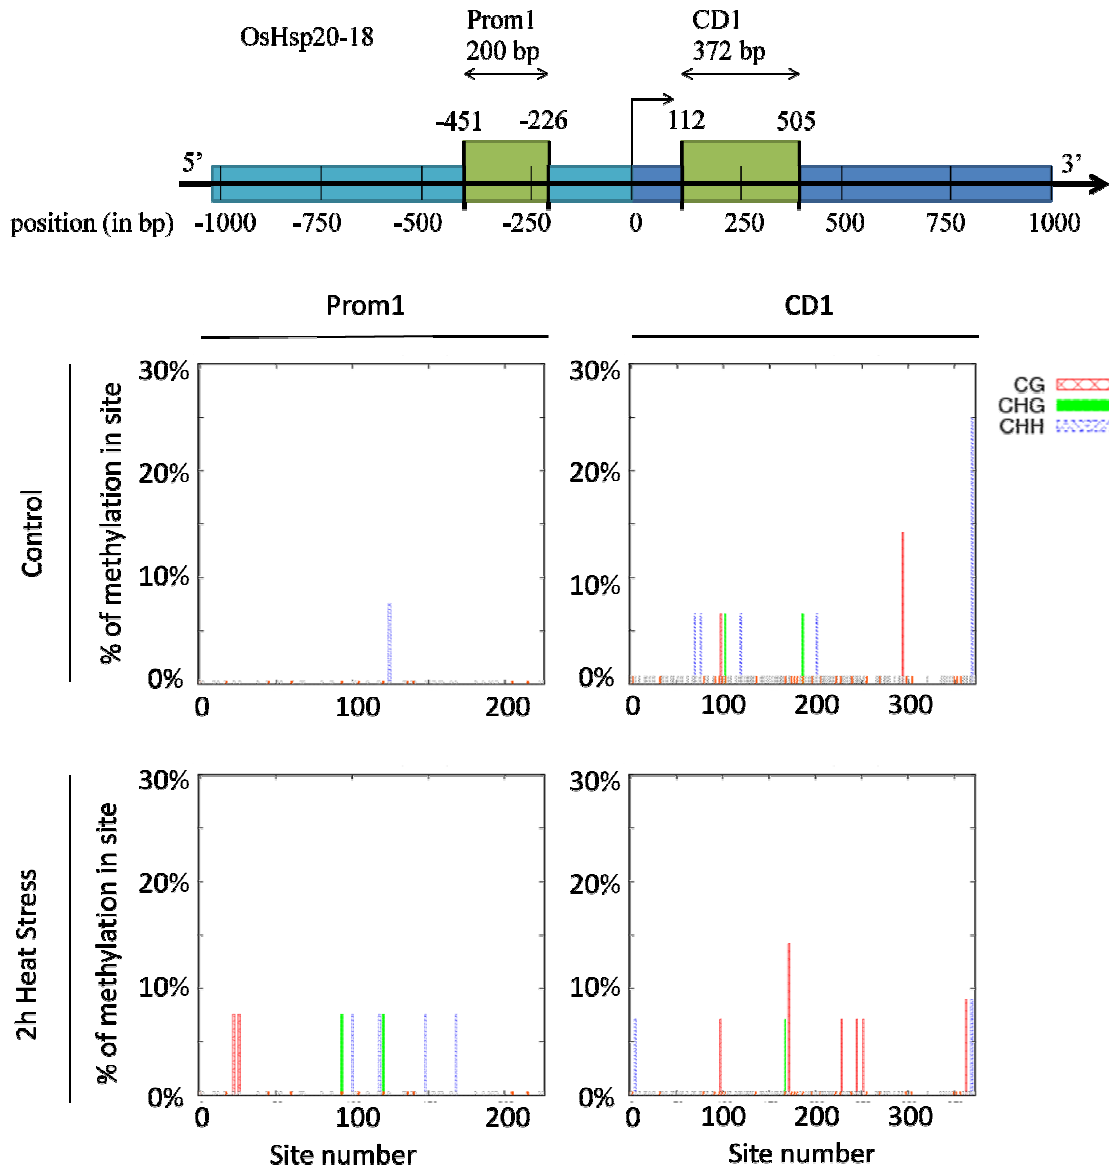 OsHsp20-18
Prom1
200 bp
CD1
372 bp
-451
-226
112
505
5’
3’
position (in bp)
-1000
-750
-500
-250
0
250
500
750
1000
Prom1
CD1
Control
% of methylation in site
30%
20%
10%
0%
0
100
200
30%
20%
10%
0%
0
100
200
300
CG
CHG
CHH
2h Heat Stress
% of methylation in site
30%
20%
10%
0%
0
100
200
Site number
30%
20%
10%
0%
0
100
200
300
Site number